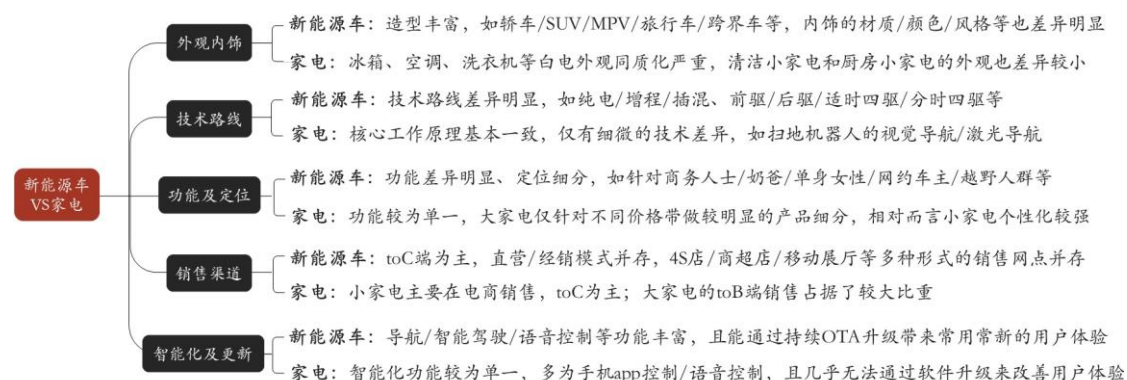 新能源车
VS家电
外观内饰
新能源车：造型丰富，如轿车/SUV/MPV/旅行车/跨界车等，内饰的材质/颜色/风格等也差异明显
家电：冰箱、空调、洗衣机等白电外观同质化严重，清洁小家电和厨房小家电的外观也差异较小
技术路线
新能源车：技术路线差异明显，如纯电/增程/插混、前驱/后驱/适时四驱/分时四驱等
家电：核心工作原理基本一致，仅有细微的技术差异，如扫地机器人的视觉导航/激光导航
功能及定位
新能源车：功能差异明显、定位细分，如针对商务人士/奶爸/单身女性/网约车主/越野人群等
家电：功能较为单一，大家电仅针对不同价格带做较明显的产品细分，相对而言小家电个性化较强
销售渠道
新能源车：toC端为主，直营/经销模式并存，4S店/商超店/移动展厅等多种形式的销售网点并存
家电：小家电主要在电商销售，toC为主；大家电的toB端销售占据了较大比重
智能化及更新
新能源车：导航/智能驾驶/语音控制等功能丰富，且能通过持续OTA升级带来常用常新的用户体验
家电：智能化功能较为单一，多为手机app控制/语音控制，且几乎无法通过软件升级来改善用户体验